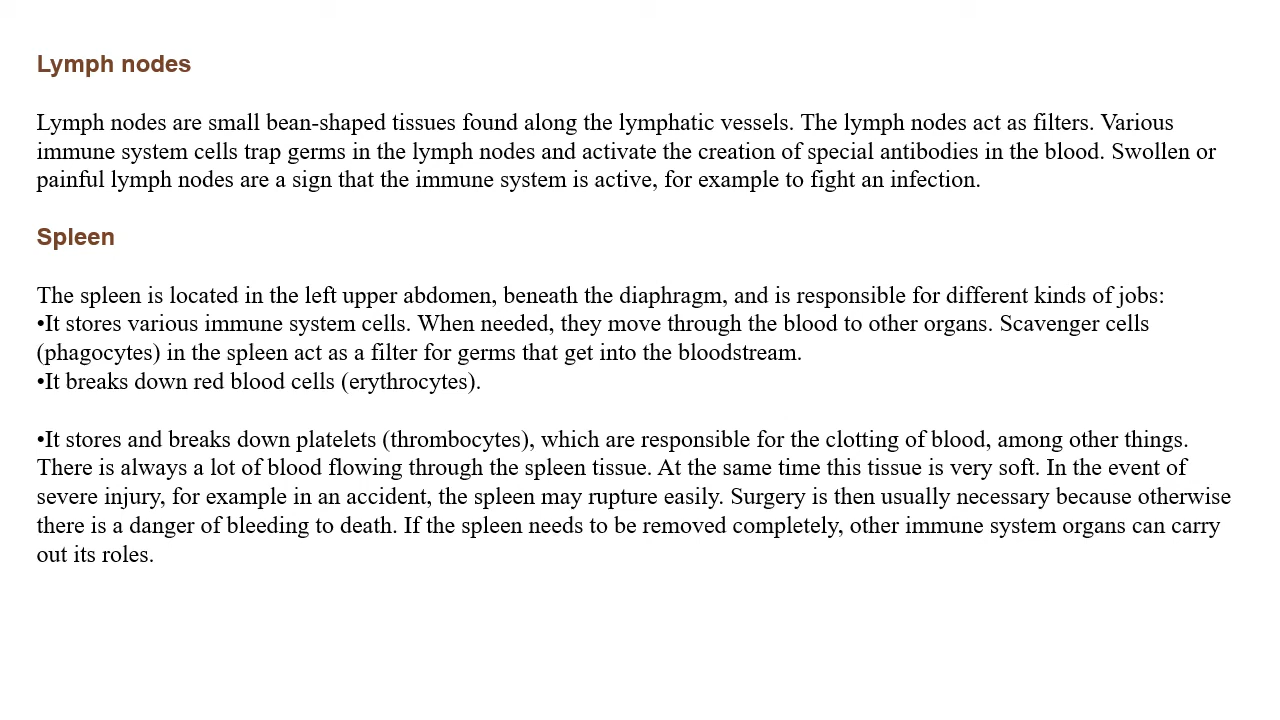 Lymph nodes
Lymph nodes are small bean-shaped tissues found along the lymphatic vessels. The lymph nodes act as filters. Various
immune system cells trap germs in the lymph nodes and activate the creation of special antibodies in the blood. Swollen or
painful lymph nodes are a sign that the immune system is active, for example to fight an infection.
Spleen
The spleen is located in the left upper abdomen, beneath the diaphragm, and is responsible for different kinds of jobs:
•It stores various immune system cells. When needed, they move through the blood to other organs. Scavenger cells
(phagocytes) in the spleen act as a filter for germs that get into the bloodstream.
•It breaks down red blood cells (erythrocytes).
•It stores and breaks down platelets (thrombocytes), which are responsible for the clotting of blood, among other things.
There is always a lot of blood flowing through the spleen tissue. At the same time this tissue is very soft. In the event of
severe injury, for example in an accident, the spleen may rupture easily. Surgery is then usually necessary because otherwise
there is a danger of bleeding to death. If the spleen needs to be removed completely, other immune system organs can carry
out its roles.